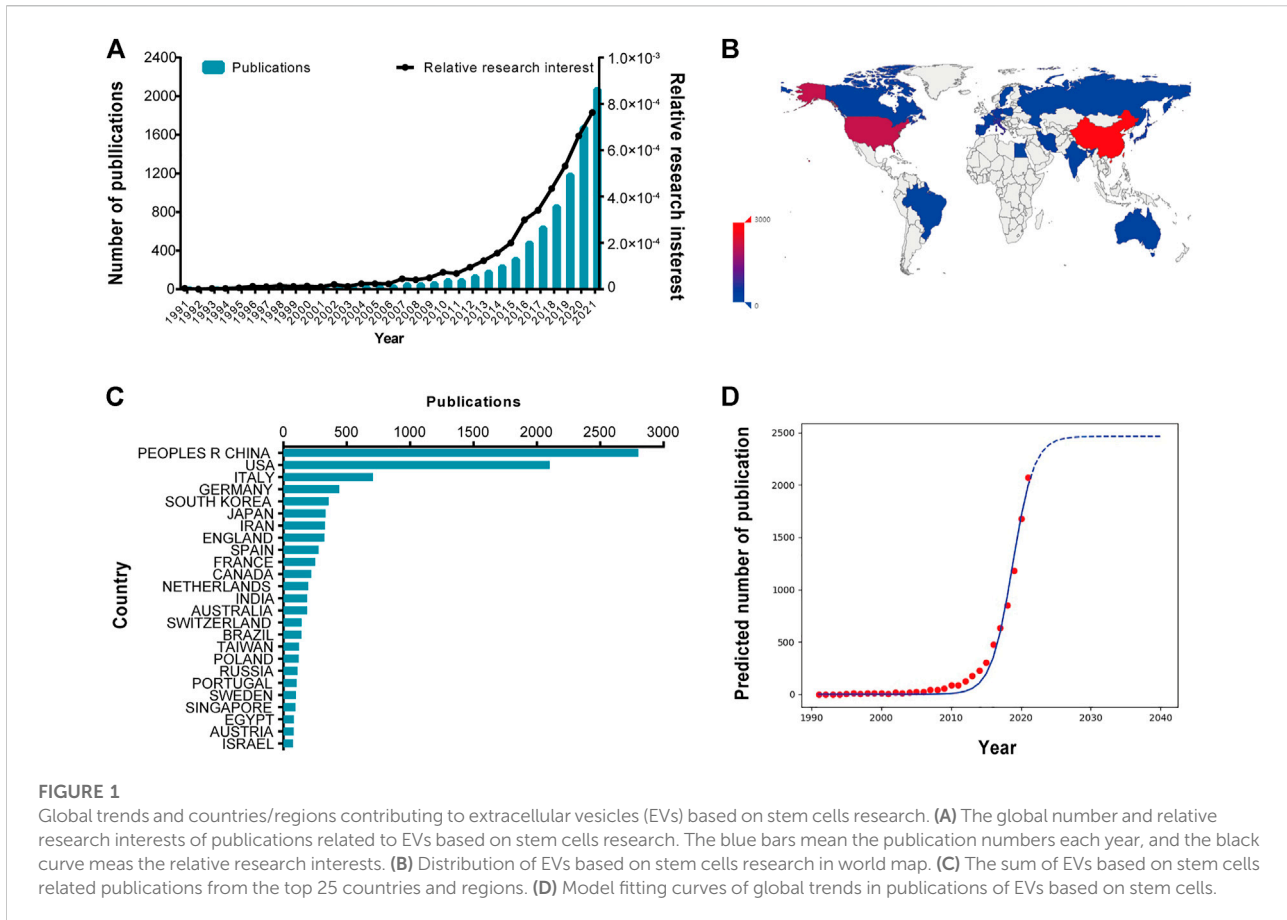 A
Publications
Relative research interest
Number of publlications
2400
2000
1600
1200
800
400
0
1.0×10⁻³
8.0×10⁻⁴
6.0×10⁻⁴
4.0×10⁻⁴
2.0×10⁻⁴
0
Relative research insterest
1991
1992
1993
1994
1995
1996
1997
1998
1999
2000
2001
2002
2003
2004
2005
2006
2007
2008
2009
2010
2011
2012
2013
2014
2015
2016
2017
2018
2019
2020
2021
Year
B
3000
0
C
Publications
0
500
1000
1500
2000
2500
3000
Country
PEOPLES R CHINA
USA
ITALY
GERMANY
SOUTH KOREA
JAPAN
IRAN
ENGLAND
SPAIN
FRANCE
CANADA
NETHERLANDS
INDIA
AUSTRALIA
SWITZERLAND
BRAZIL
TAIWAN
POLAND
RUSSIA
PORTUGAL
SWEDEN
SINGAPORE
EGYPT
AUSTRIA
ISRAEL
D
Predicted number of publication
2500
2000
1500
1000
500
0
1990
2000
2010
2020
2030
2040
Year
FIGURE 1
Global trends and countries/regions contributing to extracellular vesicles (EVs) based on stem cells research. (A) The global number and relative
research interests of publications related to EVs based on stem cells research. The blue bars mean the publication numbers each year, and the black
curve meas the relative research interests. (B) Distribution of EVs based on stem cells research in world map. (C) The sum of EVs based on stem cells
related publications from the top 25 countries and regions. (D) Model fitting curves of global trends in publications of EVs based on stem cells.